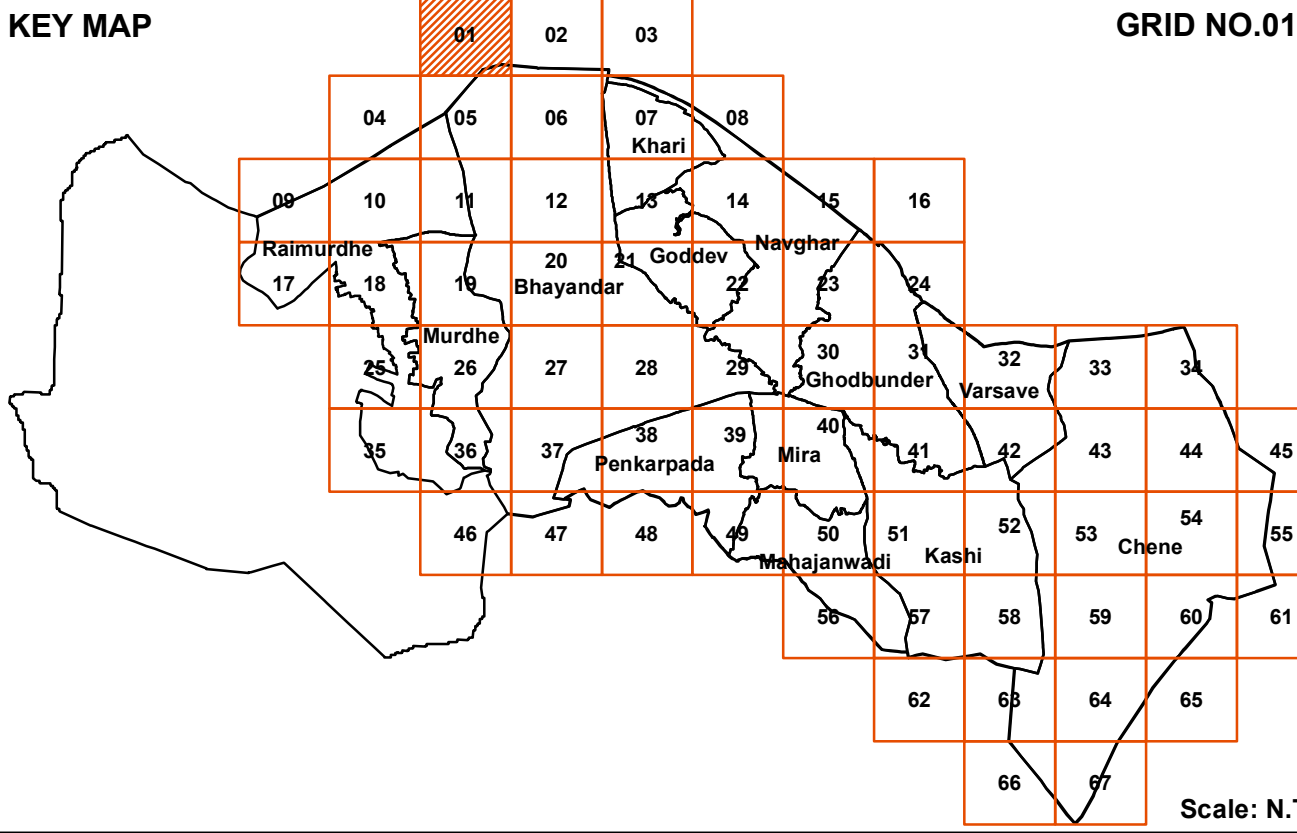 KEY MAP
GRID NO.01
01 02 03
04 05 06 07 08
Khari
09 10 11 12 13 14 15 16
Raimurdhe
Goddev
Navghar
17 18 19 20 21 22 23 24
Bhayandar
Murdhe
25 26 27 28 29 30 31 32 33 34
Ghodbunder
Varsave
35 36 37 38 39 40 41 42 43 44 45
Penkarpada
Mira
46 47 48 49 50 51 52 53 54 55
Mahajanwadi
Kashi
Chene
56 57 58 59 60 61
62 63 64 65
66 67
Scale: N.T